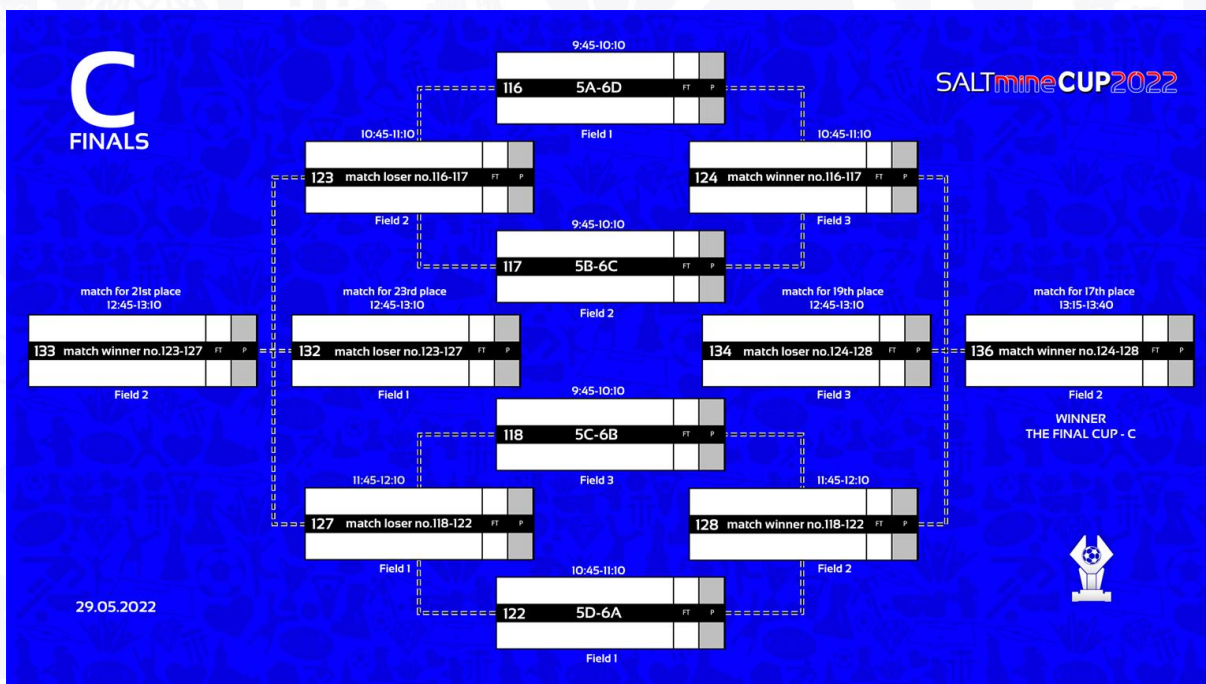 C
FINALS
SALTmineCUP2022
9:45-10:10
116 5A-6D FT P
Field 1
10:45-11:10
123 match loser no.116-117 FT P
Field 2
10:45-11:10
124 match winner no.116-117 FT P
Field 3
9:45-10:10
117 5B-6C FT P
Field 2
match for 21st place
12:45-13:10
133 match winner no.123-127 FT P
Field 2
match for 23rd place
12:45-13:10
132 match loser no.123-127 FT P
Field 1
match for 19th place
12:45-13:10
134 match loser no.124-128 FT P
Field 3
match for 17th place
13:15-13:40
136 match winner no.124-128 FT P
Field 2
WINNER
THE FINAL CUP - C
9:45-10:10
118 5C-6B FT P
Field 3
11:45-12:10
127 match loser no.118-122 FT P
Field 1
11:45-12:10
128 match winner no.118-122 FT P
Field 2
10:45-11:10
122 5D-6A FT P
Field 1
29.05.2022